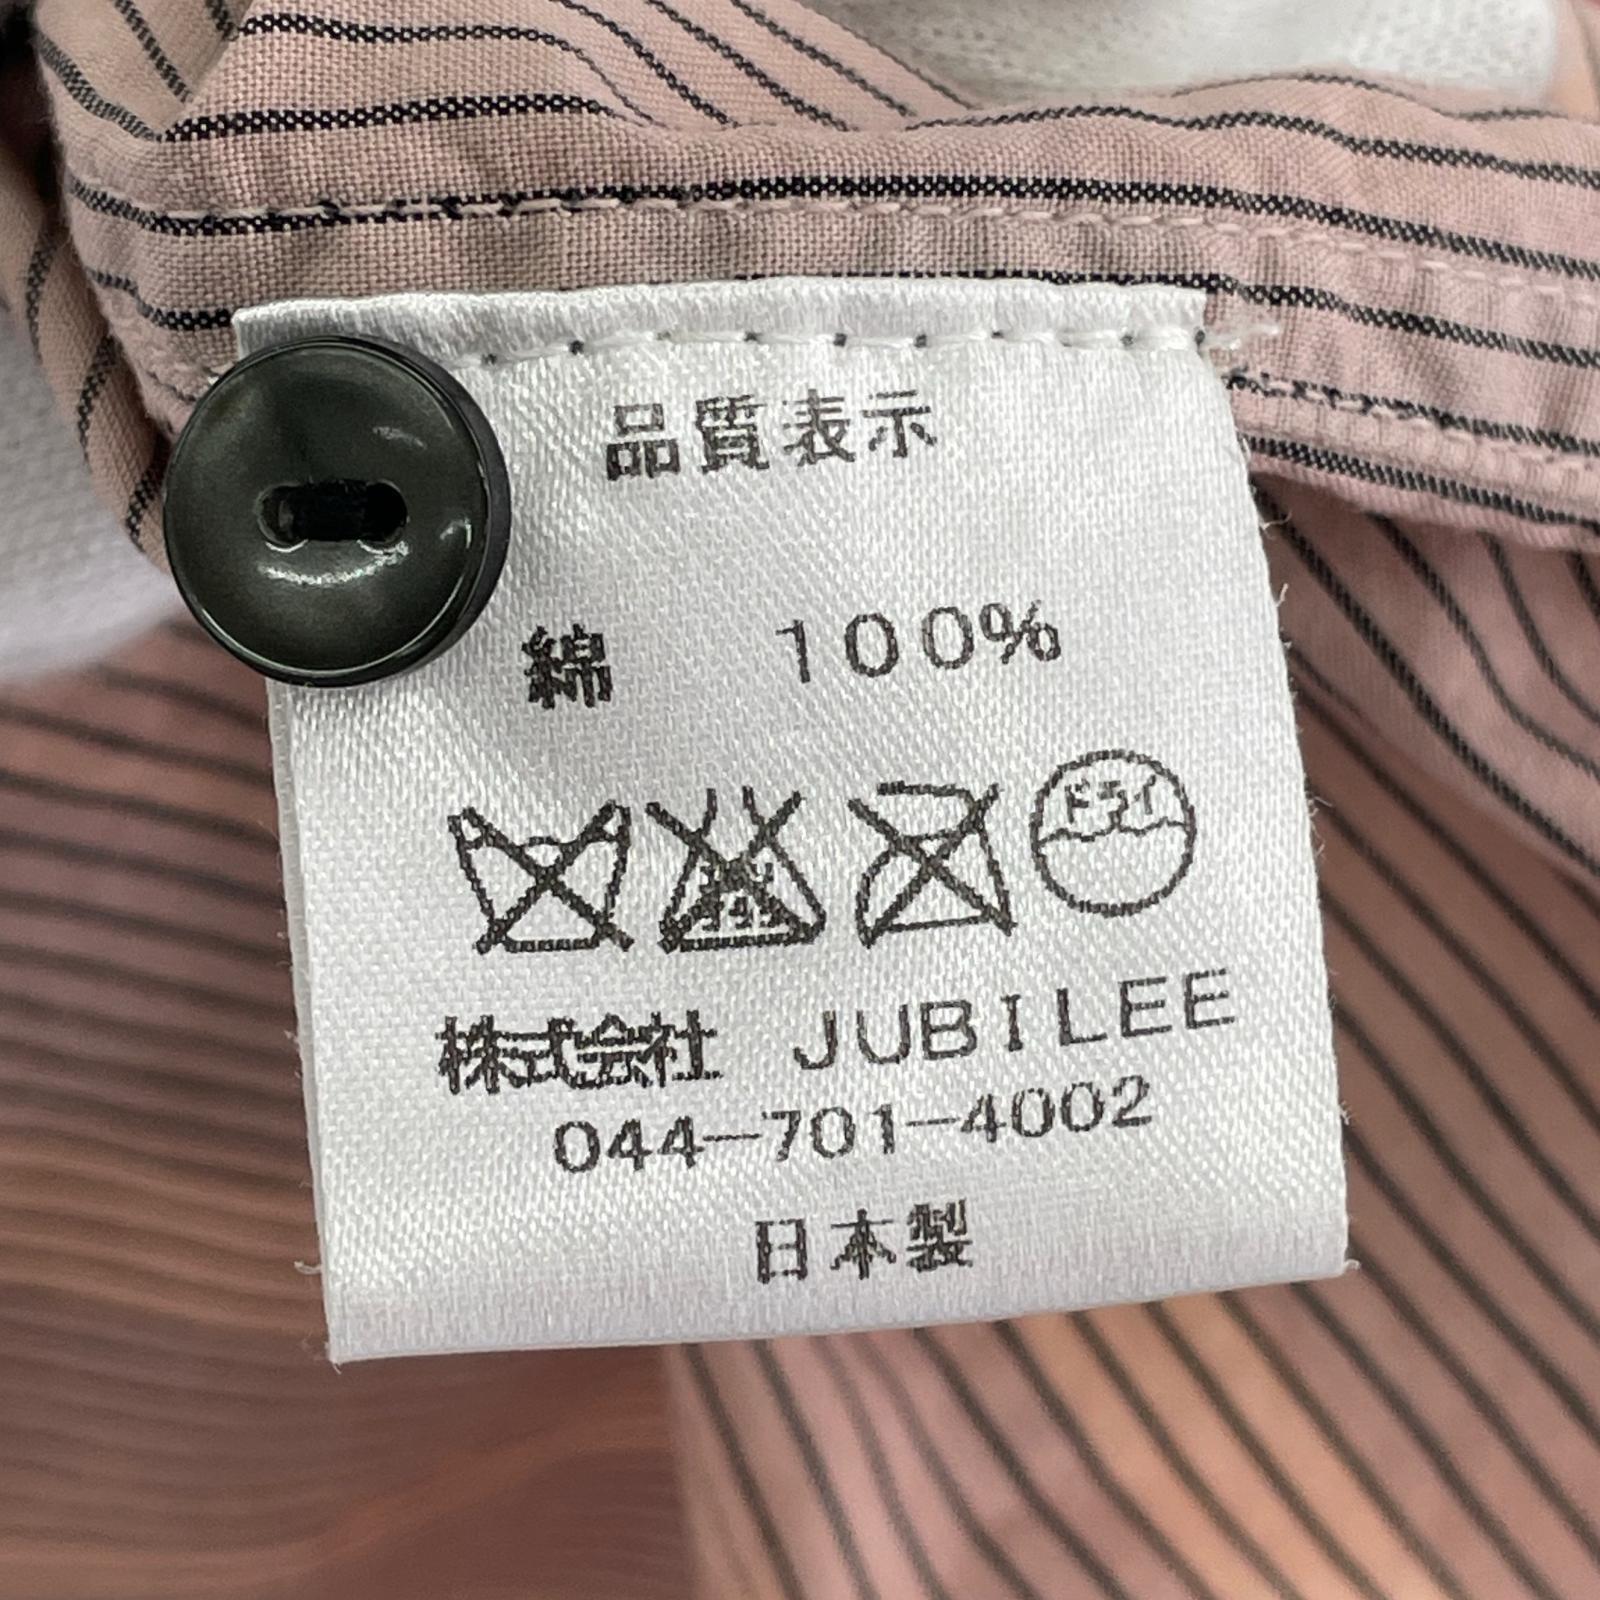 品質表示
綿 100%
ドライ
株式会社 JUBILEE
044-701-4002
日本製